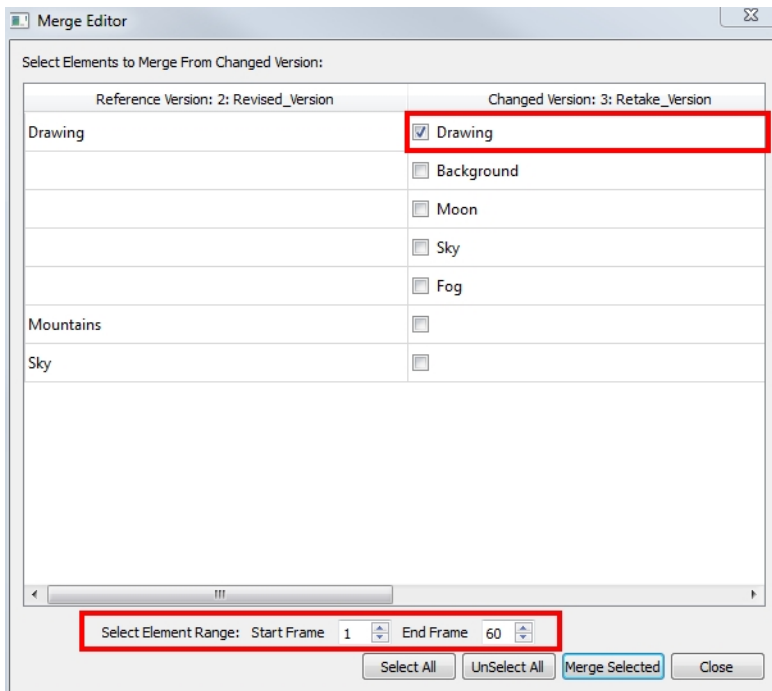 Merge Editor
Select Elements to Merge From Changed Version:
Reference Version: 2: Revised_Version Changed Version: 3: Retake_Version
Drawing Drawing
Background
Moon
Sky
Fog
Mountains
Sky
Select Element Range: Start Frame 1 End Frame 60
Select All UnSelect All Merge Selected Close